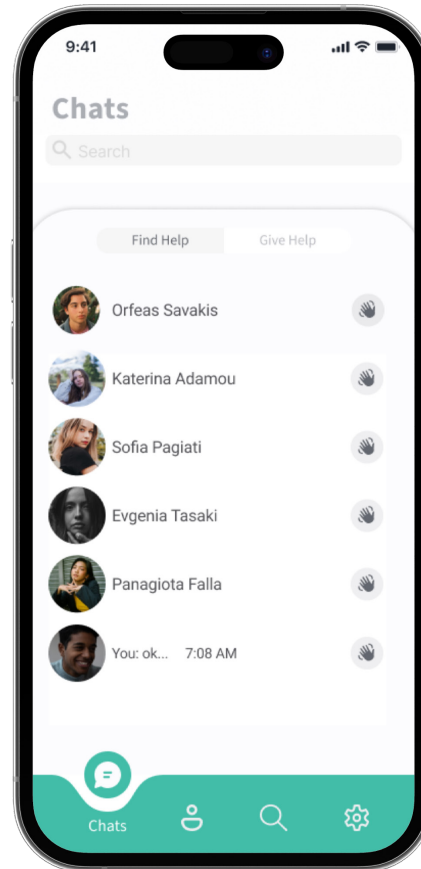 9:41
Chats
Search
Find Help Give Help
Orfeas Savakis
Katerina Adamou
Sofia Pagiati
Evgenia Tasaki
Panagiota Falla
You: ok... 7:08 AM
Chats